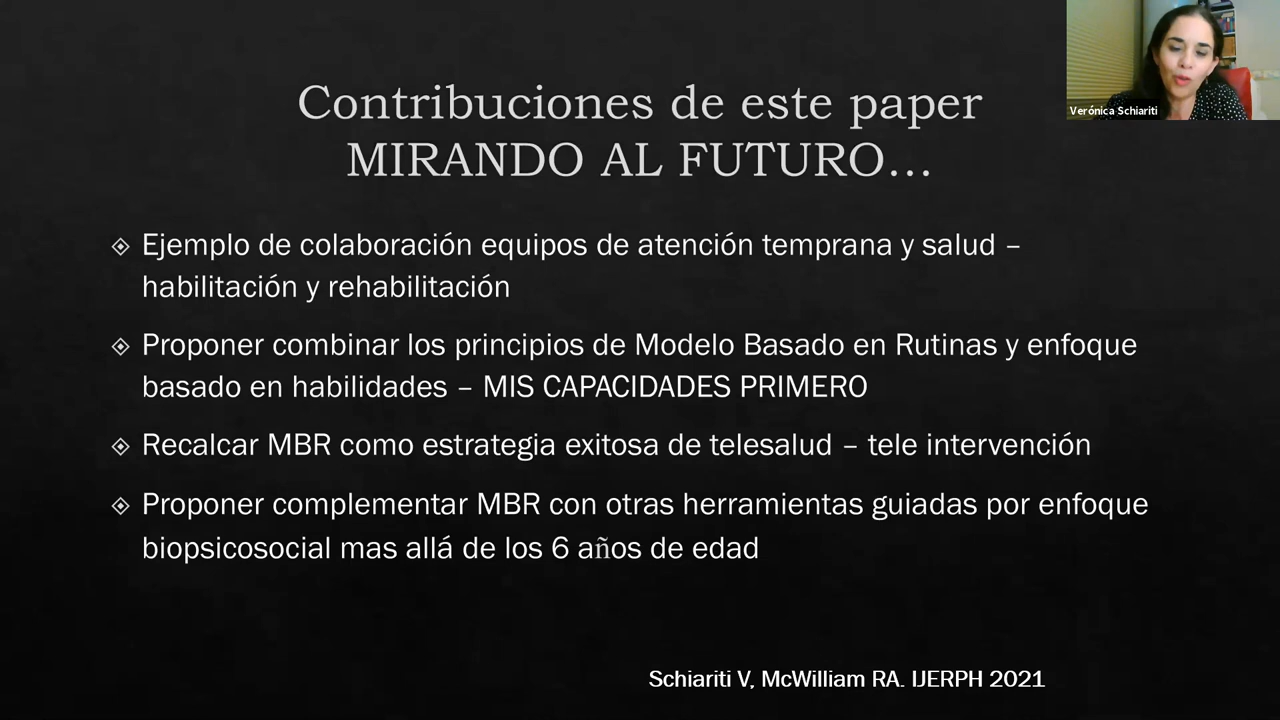 Verónica Schiariti
Contribuciones de este paper
MIRANDO AL FUTURO...
Ejemplo de colaboración equipos de atención temprana y salud –
habilitación y rehabilitación
Proponer combinar los principios de Modelo Basado en Rutinas y enfoque
basado en habilidades – MIS CAPACIDADES PRIMERO
Recalcar MBR como estrategia exitosa de telesalud – tele intervención
Proponer complementar MBR con otras herramientas guiadas por enfoque
biopsicosocial mas allá de los 6 años de edad
Schiariti V, McWilliam RA. IJERPH 2021